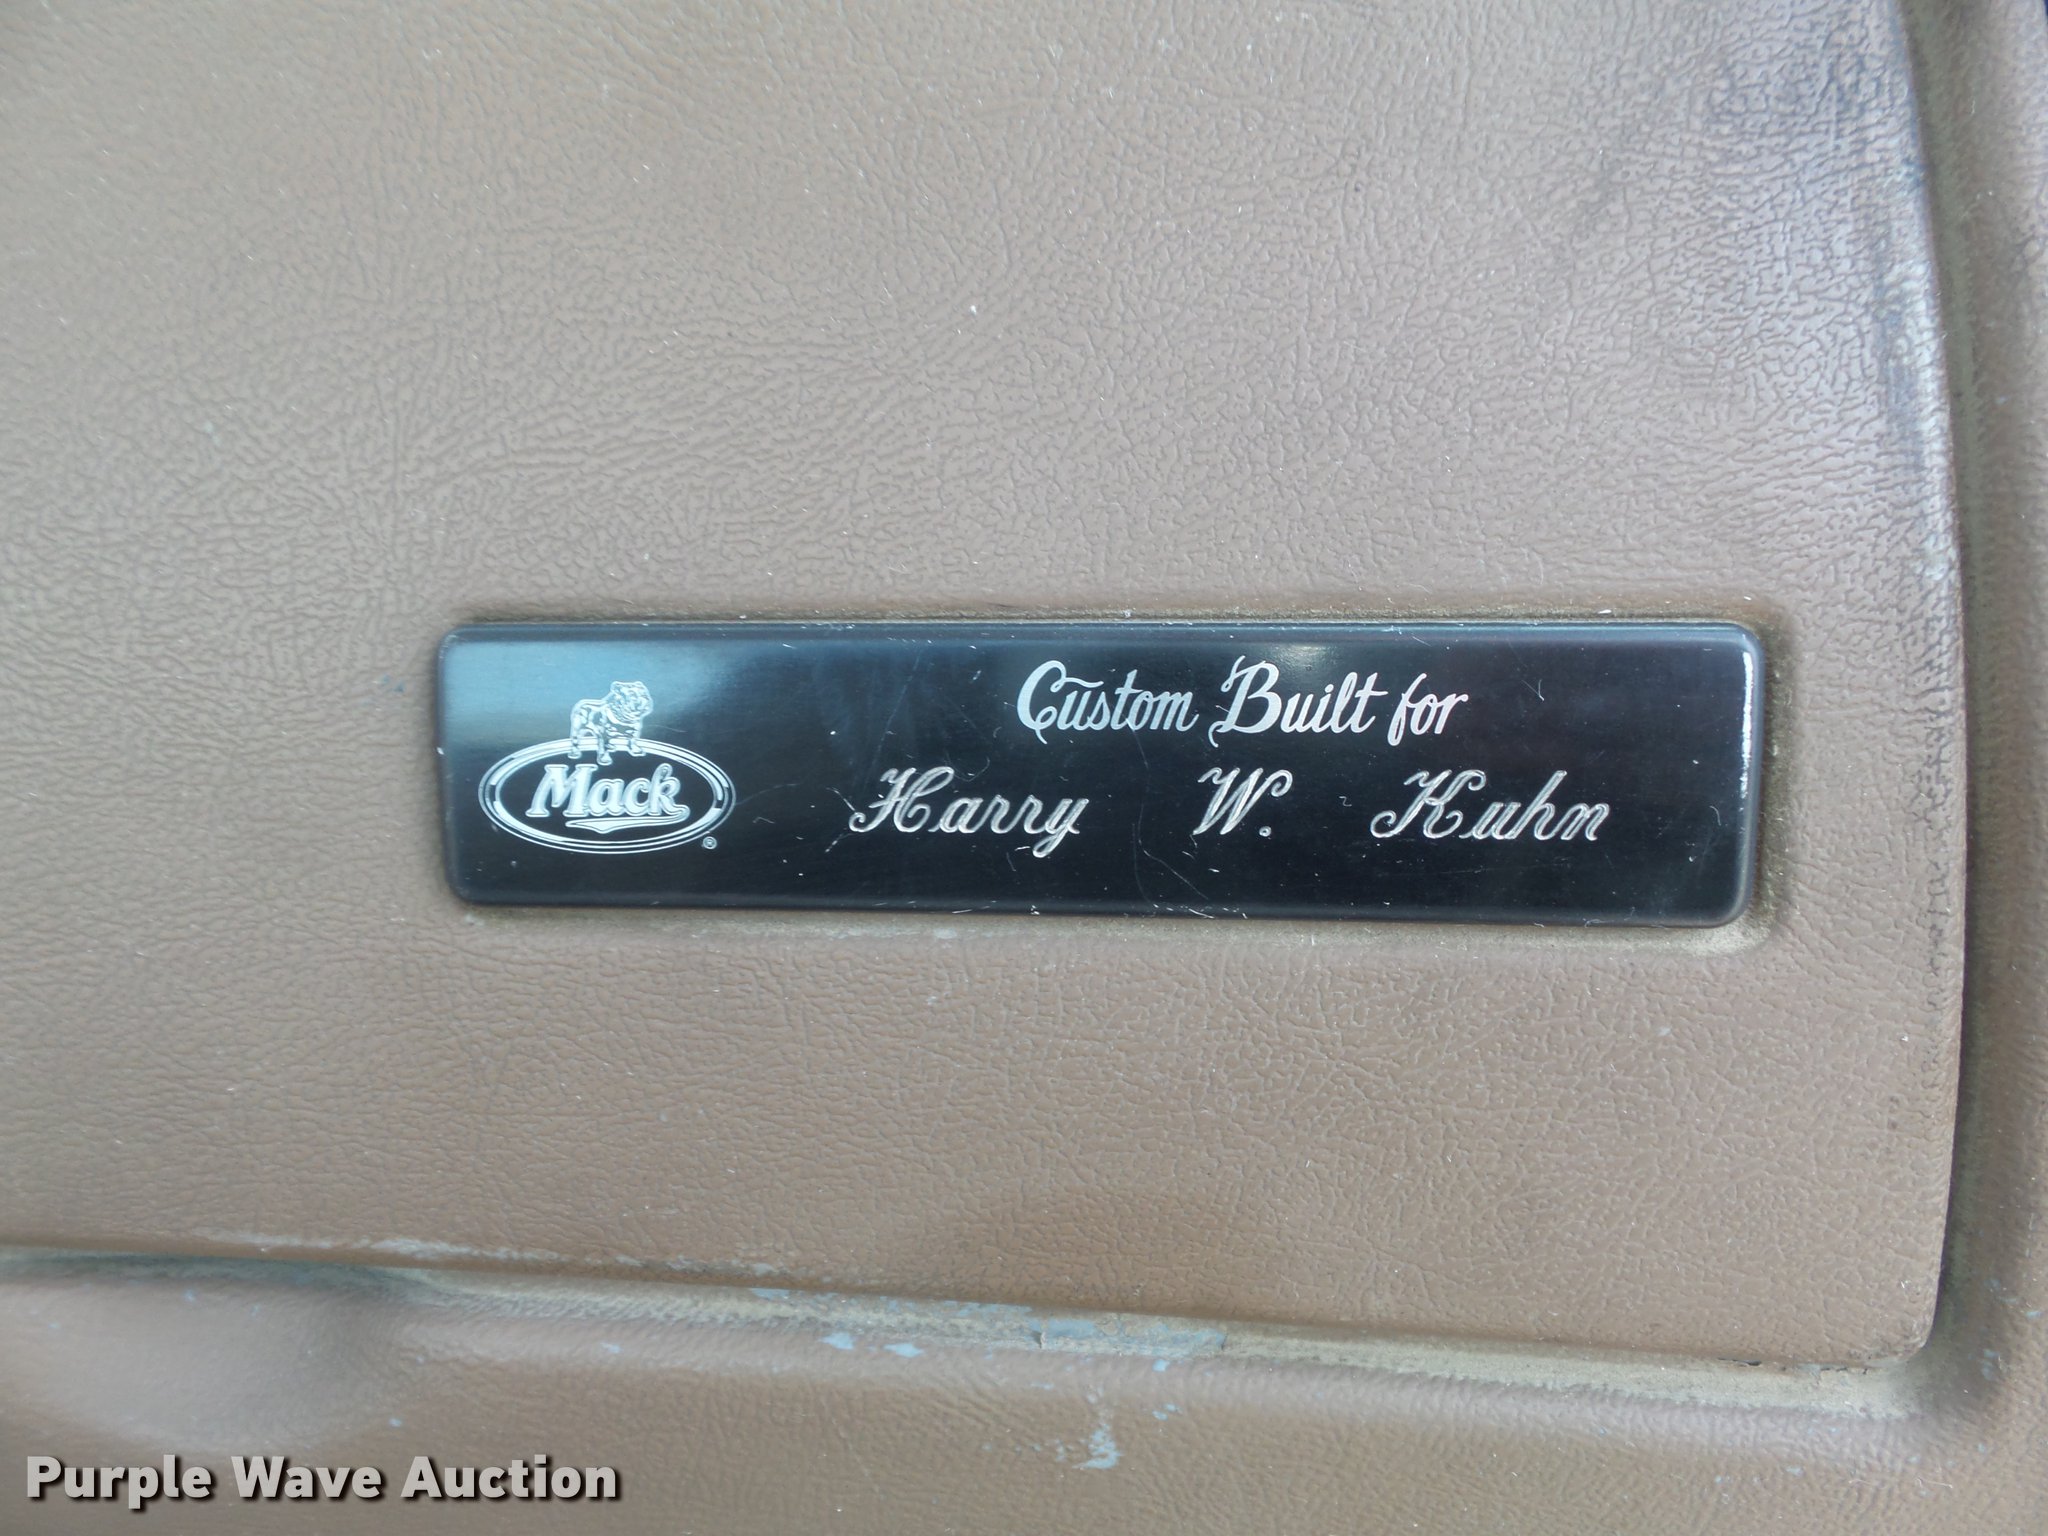 Custom Built for
Mack ®
Harry W. Kuhn
Purple Wave Auction